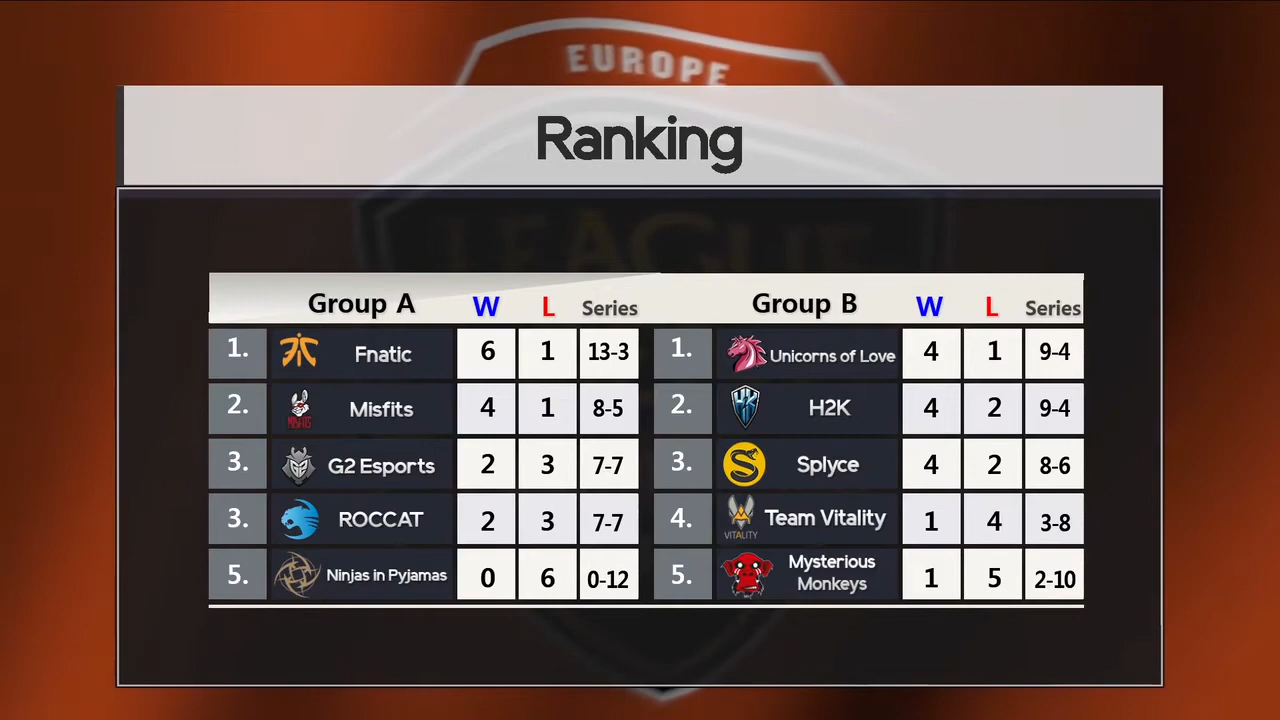 EUROPE
Ranking
LEAGUE
Group A W L Series Group B W L Series
1. Fnatic 6 1 13-3 1. Unicorns of Love 4 1 9-4
2. MISFITS Misfits 4 1 8-5 2. H2K H2K 4 2 9-4
3. G2 Esports 2 3 7-7 3. S Splyce 4 2 8-6
3. ROCCAT 2 3 7-7 4. VITALITY Team Vitality 1 4 3-8
5. Ninjas in Pyjamas 0 6 0-12 5. Mysterious Monkeys 1 5 2-10